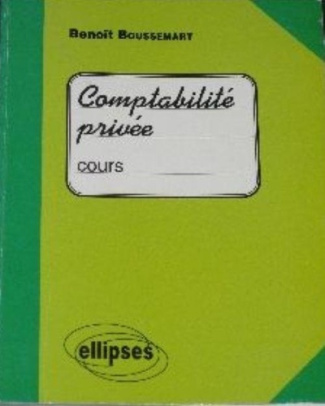 Benoît BOUSSEMART
Comptabilité
privée
cours
ellipses